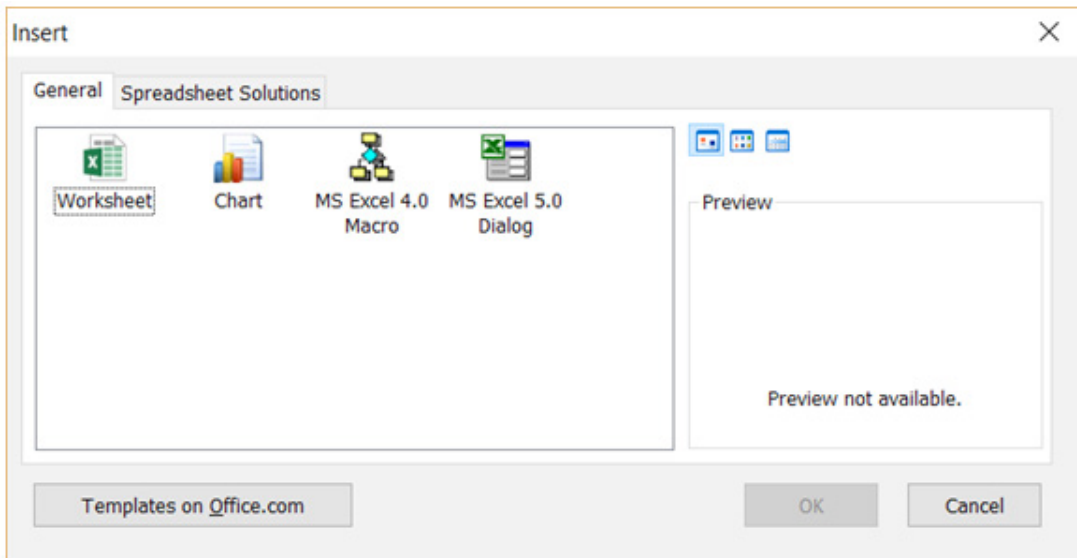 Insert
General Spreadsheet Solutions
Worksheet Chart MS Excel 4.0 Macro MS Excel 5.0 Dialog
Preview
Preview not available.
Templates on Office.com OK Cancel